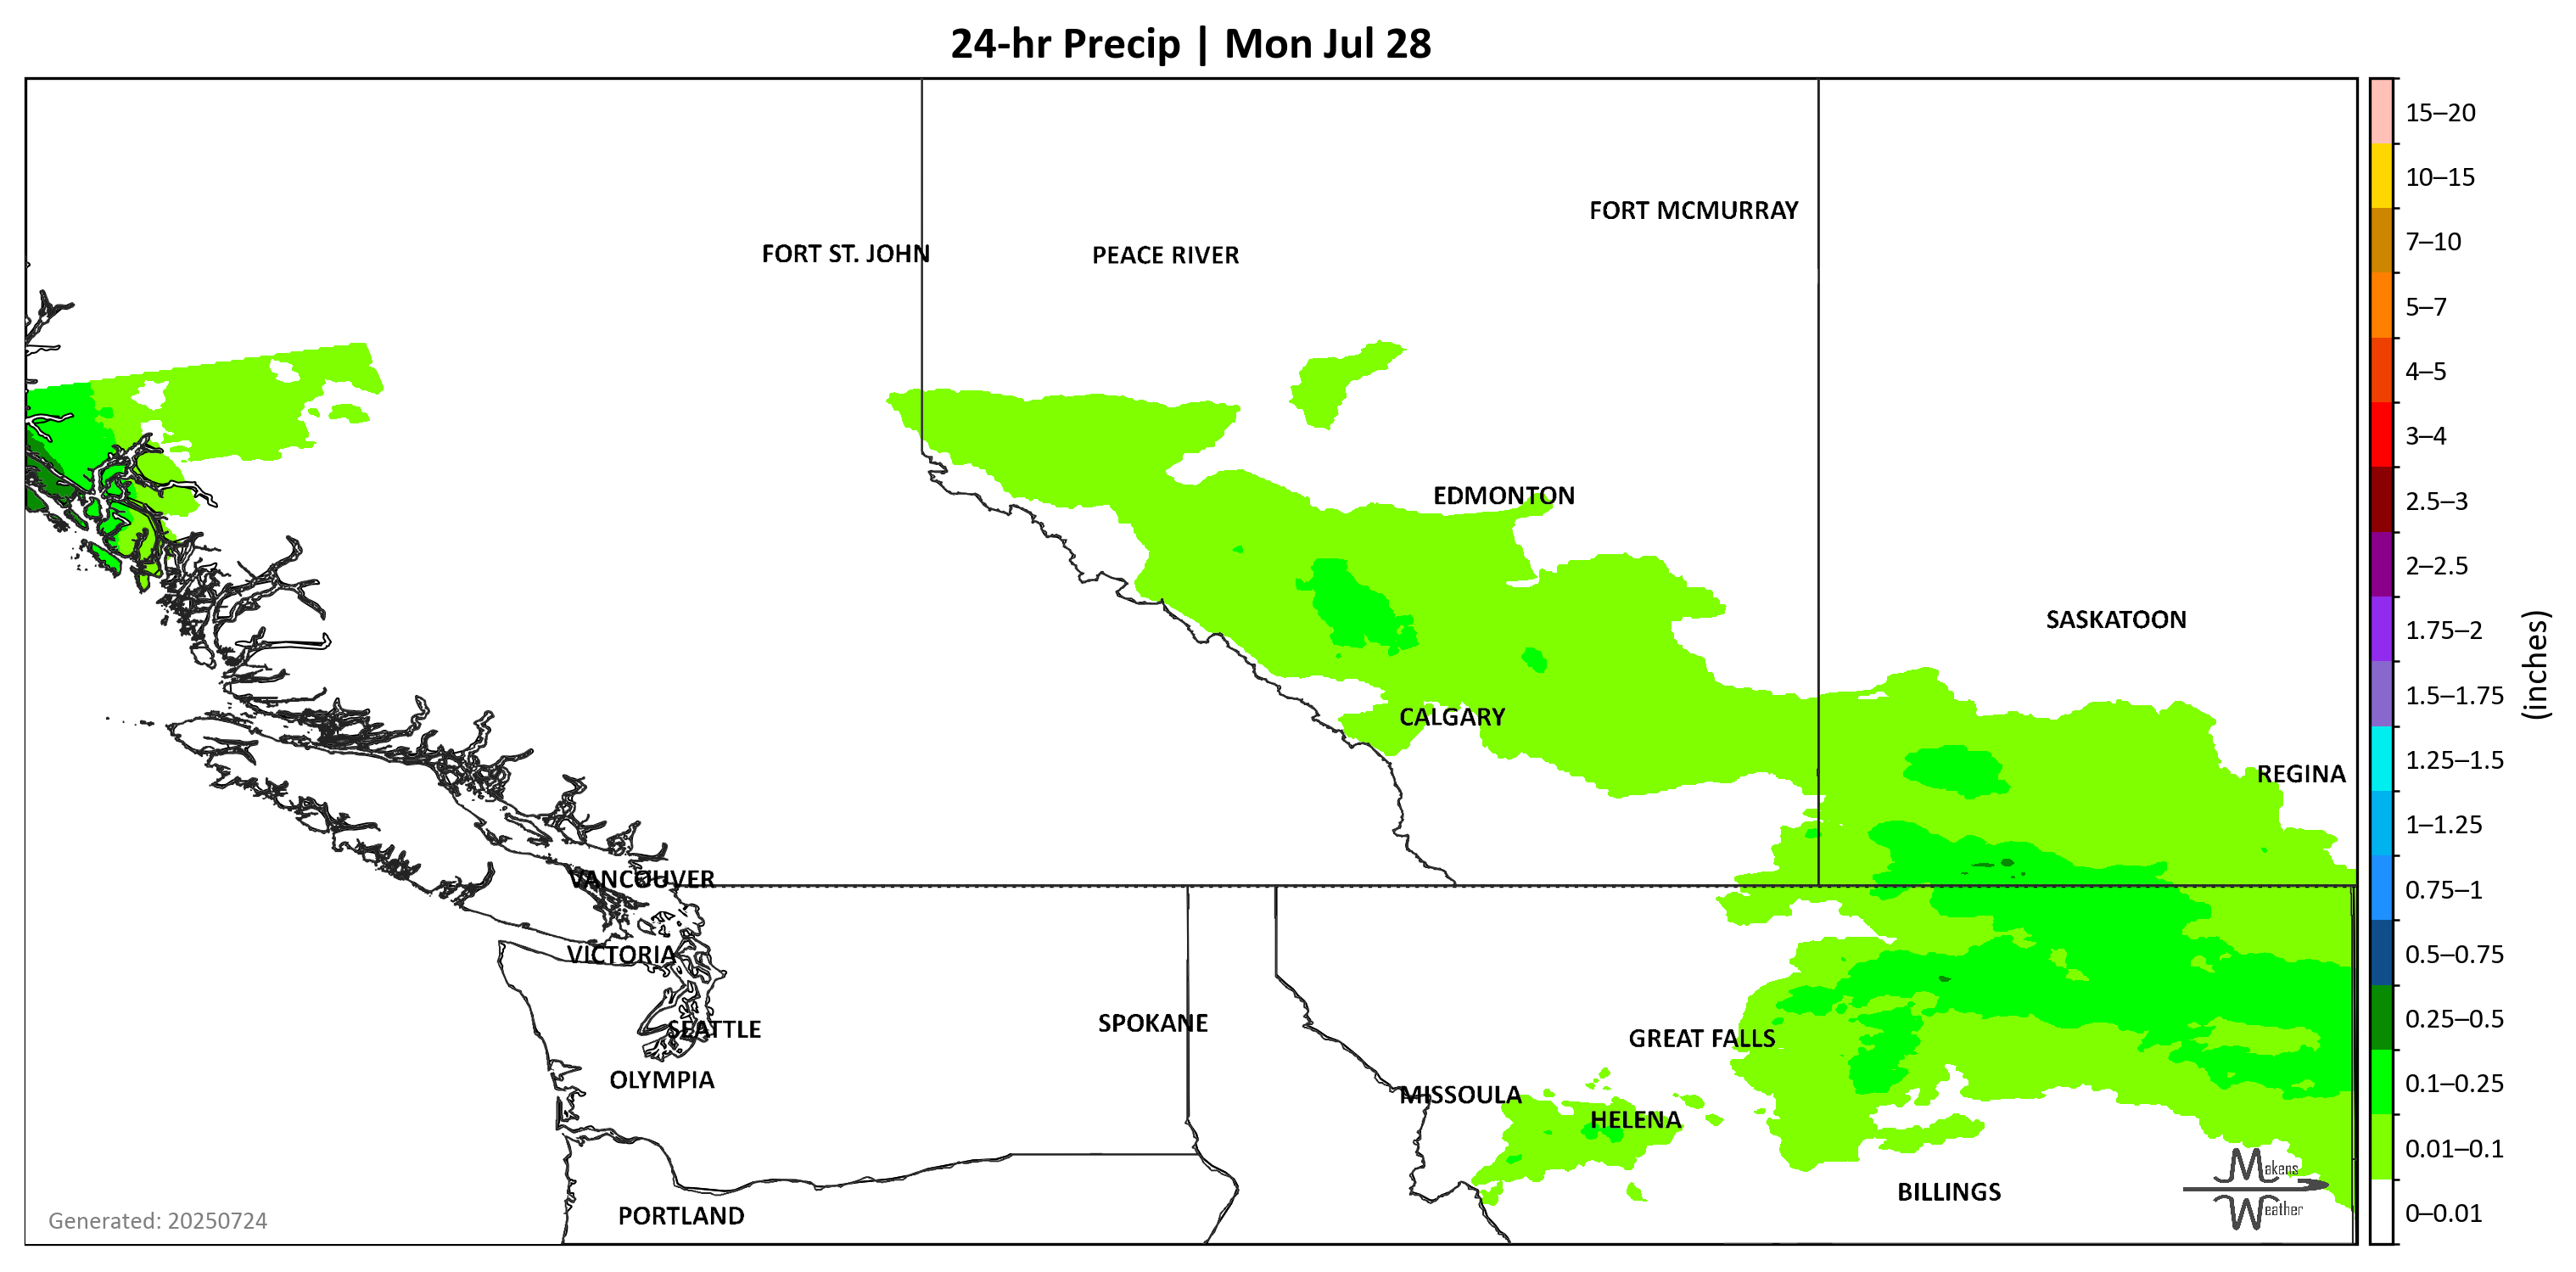 24-hr Precip | Mon Jul 28
FORT MCMURRAY
FORT ST. JOHN
PEACE RIVER
EDMONTON
SASKATOON
CALGARY
REGINA
VANCOUVER
VICTORIA
SEATTLE
SPOKANE
GREAT FALLS
OLYMPIA
MISSOULA
HELENA
BILLINGS
PORTLAND
Makens
Weather
Generated: 20250724
15–20
10–15
7–10
5–7
4–5
3–4
2.5–3
2–2.5
1.75–2
1.5–1.75
1.25–1.5
1–1.25
0.75–1
0.5–0.75
0.25–0.5
0.1–0.25
0.01–0.1
0–0.01
(inches)